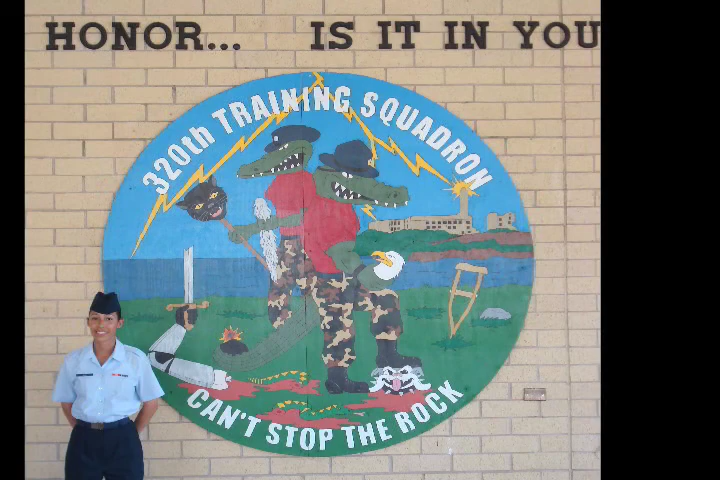 HONOR... IS IT IN YOU
320th TRAINING SQUADRON
CAN'T STOP THE ROCK